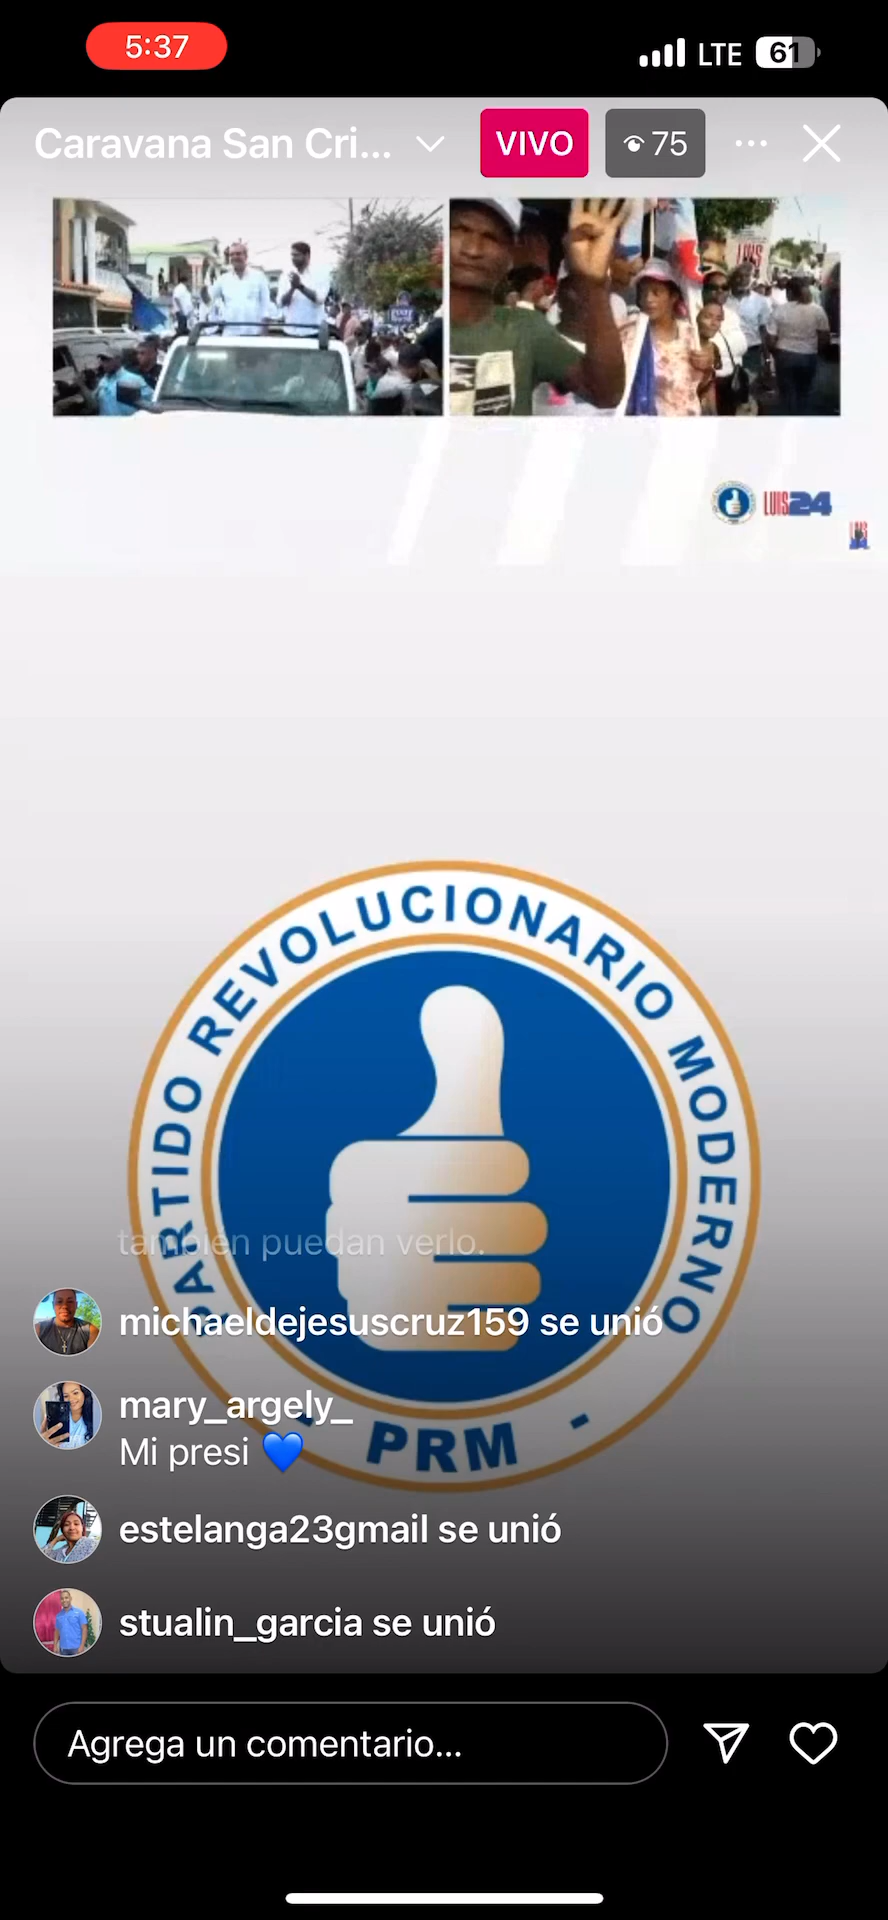 5:37
LTE 61
Caravana San Cri...
VIVO
75
LUIS
LUIS24
PARTIDO REVOLUCIONARIO MODERNO
- PRM -
también puedan verlo.
michaeldejesuscruz159 se unió
mary_argely_
Mi presi 💙
estelanga23gmail se unió
stualin_garcia se unió
Agrega un comentario...